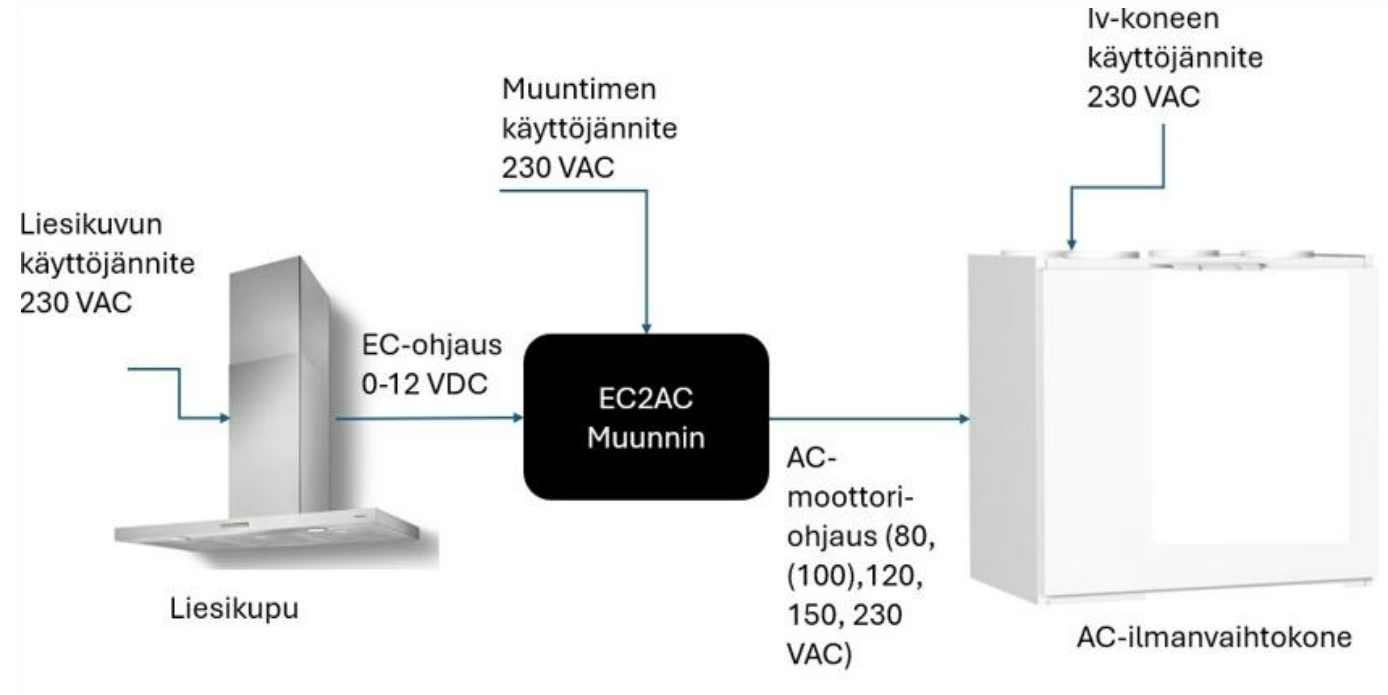 Iv-koneen
käyttöjännite
230 VAC
Muuntimen
käyttöjännite
230 VAC
Liesikuvun
käyttöjännite
230 VAC
EC-ohjaus
0-12 VDC
EC2AC
Muunnin
AC-
moottori-
ohjaus (80,
(100),120,
150, 230
VAC)
Liesikupu
AC-ilmanvaihtokone